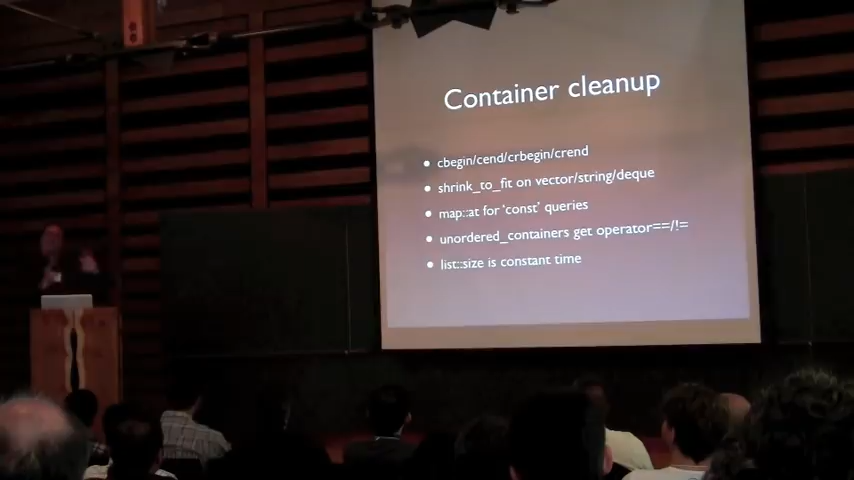 Container cleanup
• cbegin/cend/crbegin/crend
• shrink_to_fit on vector/string/deque
• map::at for 'const' queries
• unordered_containers get operator==/!=
• list::size is constant time